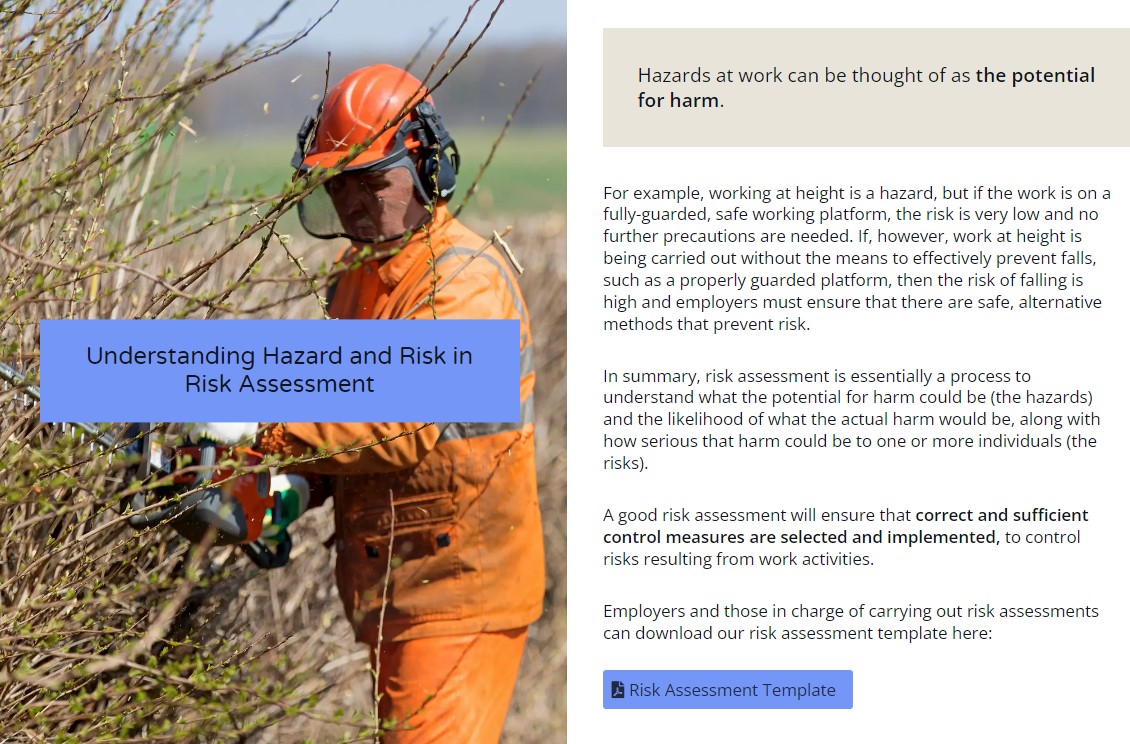 Understanding Hazard and Risk in
Risk Assessment
Hazards at work can be thought of as the potential
for harm.
For example, working at height is a hazard, but if the work is on a
fully-guarded, safe working platform, the risk is very low and no
further precautions are needed. If, however, work at height is
being carried out without the means to effectively prevent falls,
such as a properly guarded platform, then the risk of falling is
high and employers must ensure that there are safe, alternative
methods that prevent risk.
In summary, risk assessment is essentially a process to
understand what the potential for harm could be (the hazards)
and the likelihood of what the actual harm would be, along with
how serious that harm could be to one or more individuals (the
risks).
A good risk assessment will ensure that correct and sufficient
control measures are selected and implemented, to control
risks resulting from work activities.
Employers and those in charge of carrying out risk assessments
can download our risk assessment template here:
Risk Assessment Template